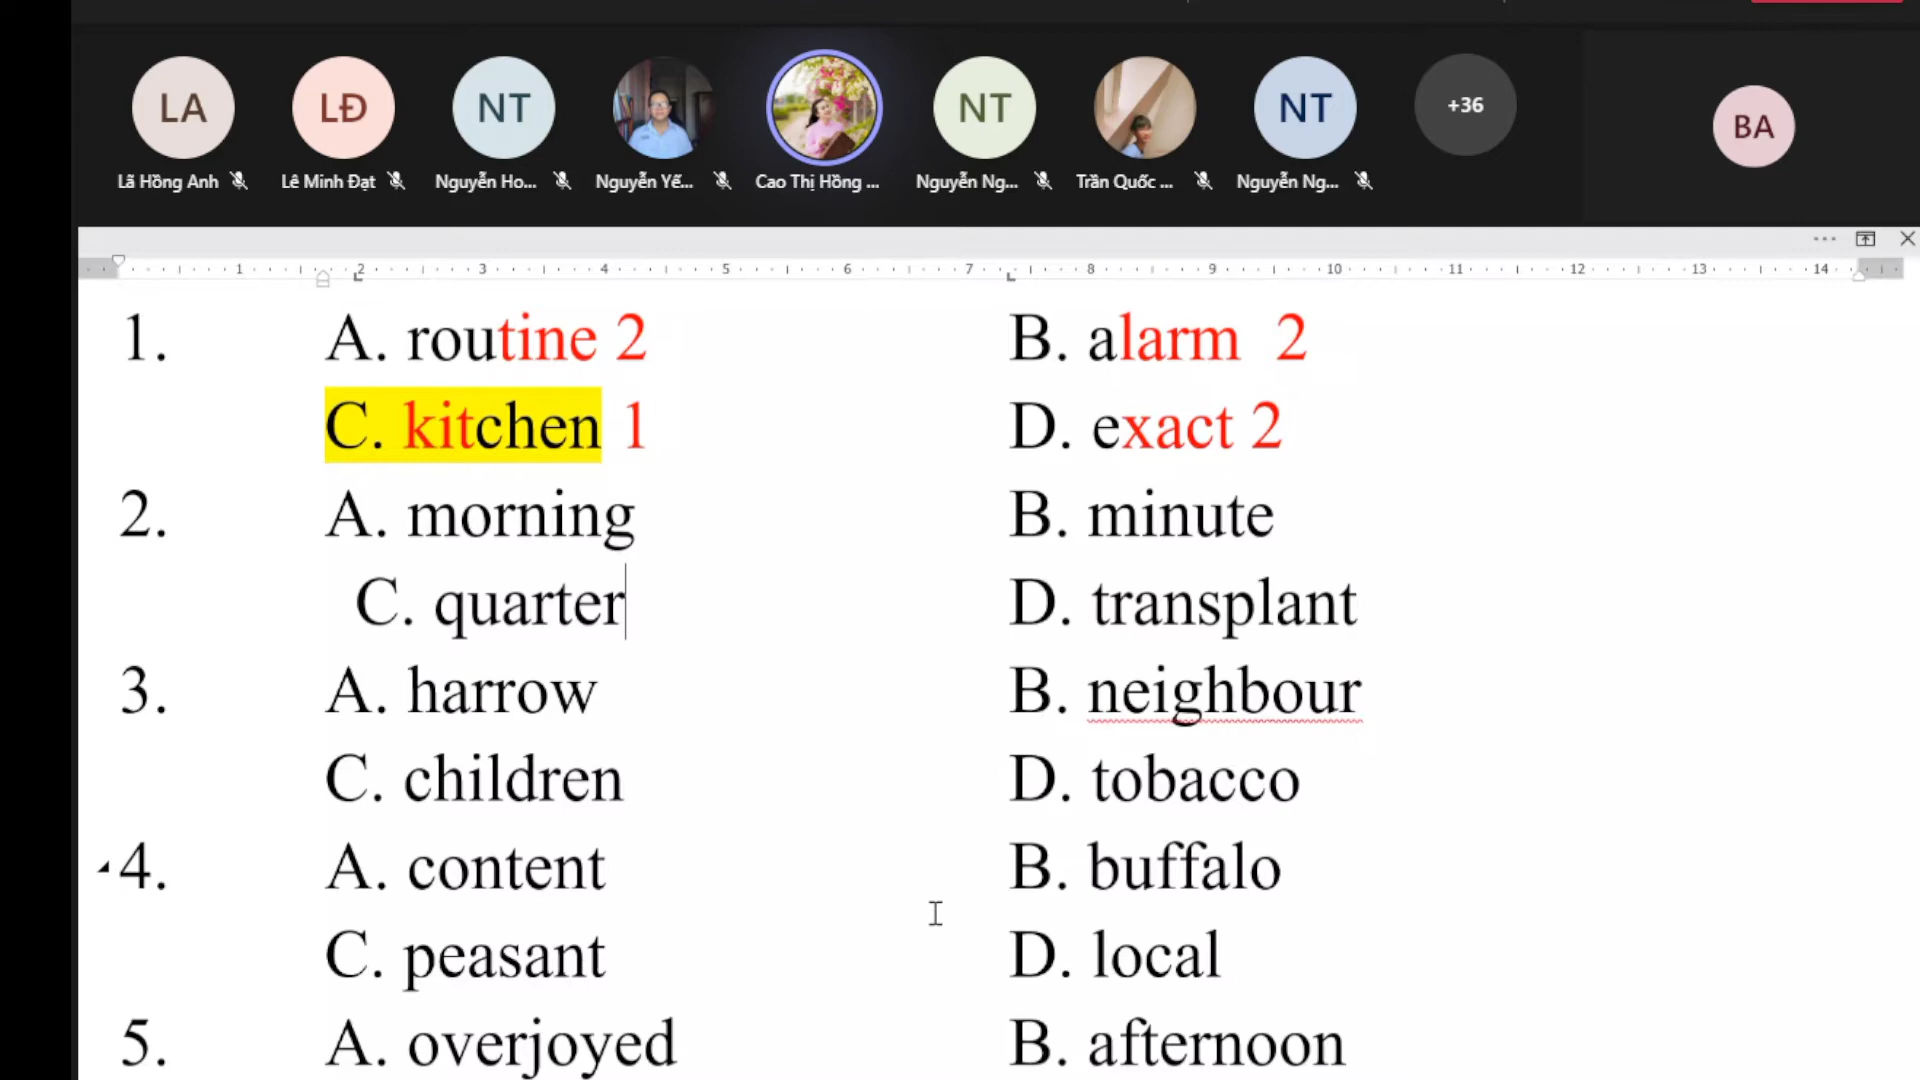 LA LĐ NT NT NT +36 BA
Lã Hồng Anh Lê Minh Đạt Nguyễn Ho... Nguyễn Yế... Cao Thị Hồng ... Nguyễn Ng... Trần Quốc ... Nguyễn Ng...
1 2 3 4 5 6 7 8 9 10 11 12 13 14
1. A. routine 2 B. alarm 2
C. kitchen 1 D. exact 2
2. A. morning B. minute
C. quarter D. transplant
3. A. harrow B. neighbour
C. children D. tobacco
4. A. content B. buffalo
C. peasant D. local
5. A. overjoyed B. afternoon